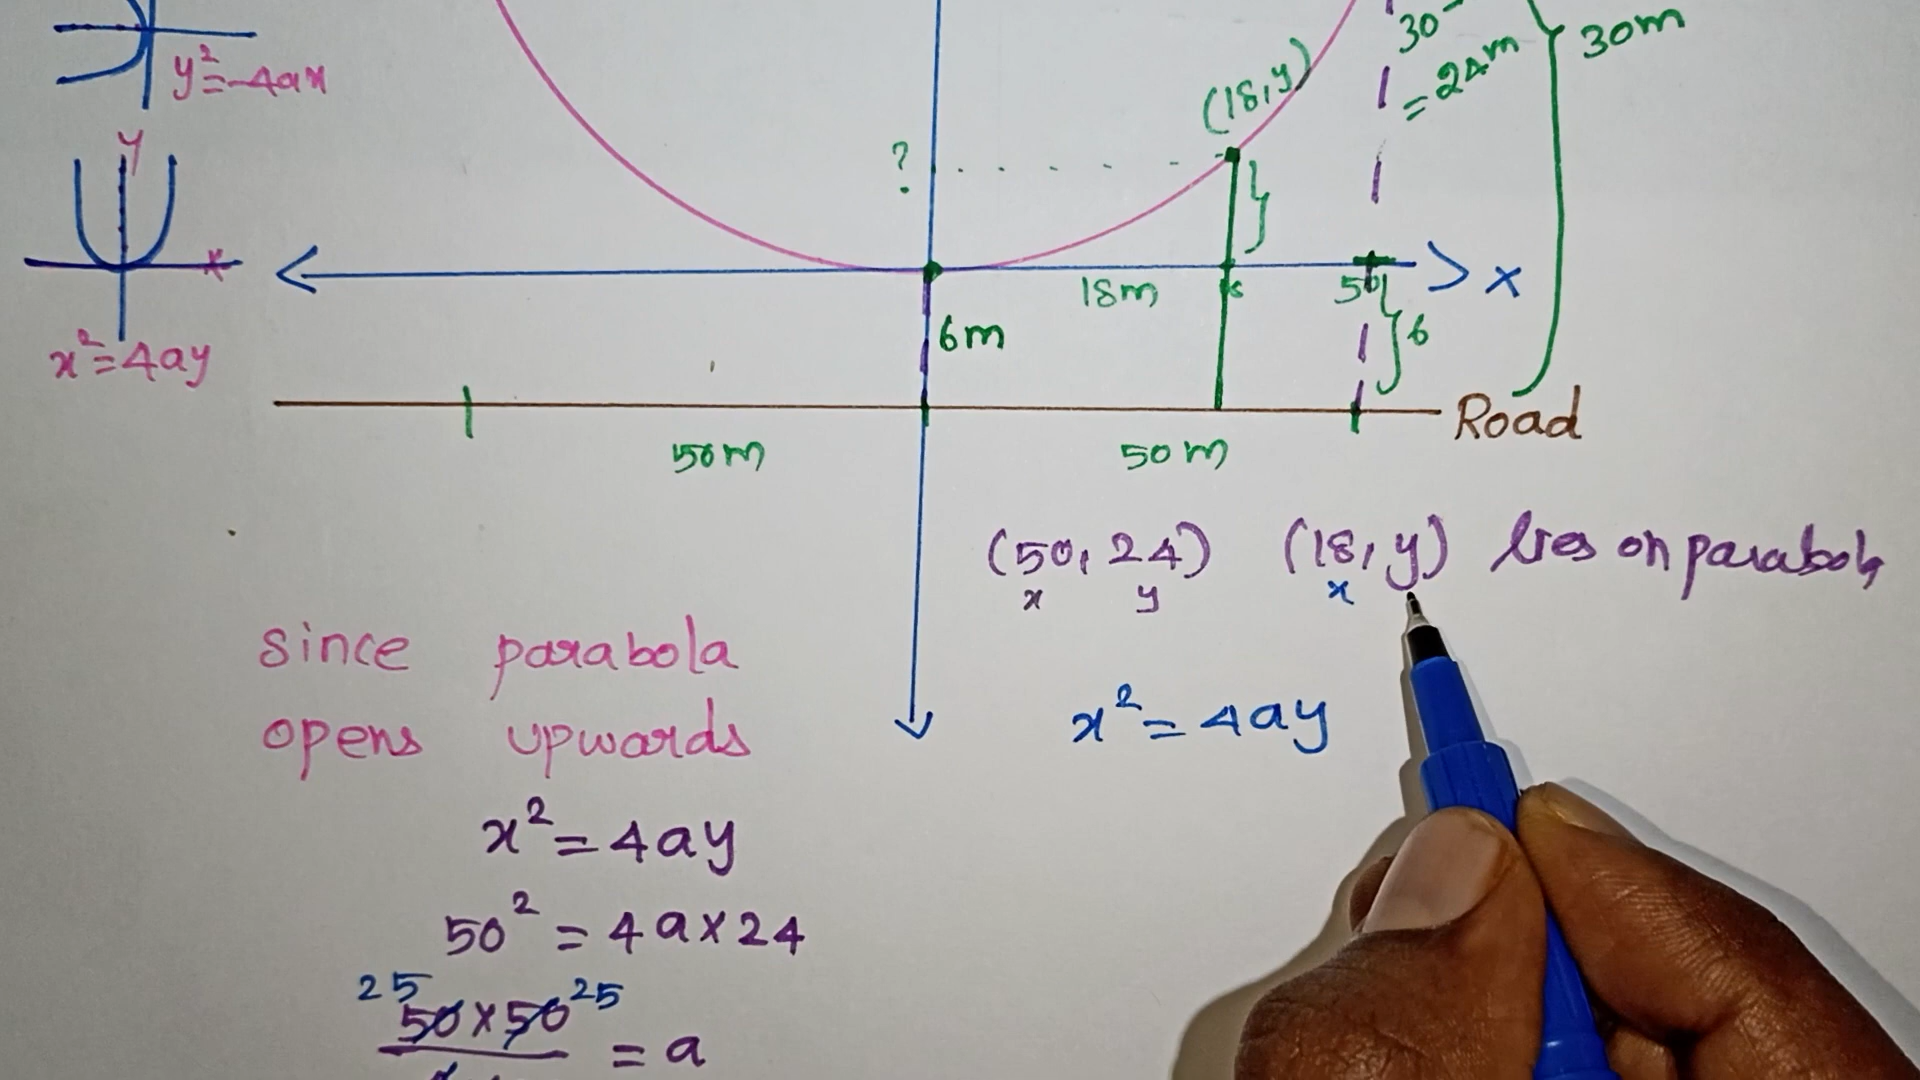 y²=-4ax
y
x
x²=4ay
30-
=24m
30m
(18,y)
?
18m
50
x
6m
6
Road
50m
50m
(50, 24) (18, y) lies on parabola
x y x
since parabola
opens upwards
x² = 4ay
x² = 4ay
50² = 4a×24
25 25
50×50
= a